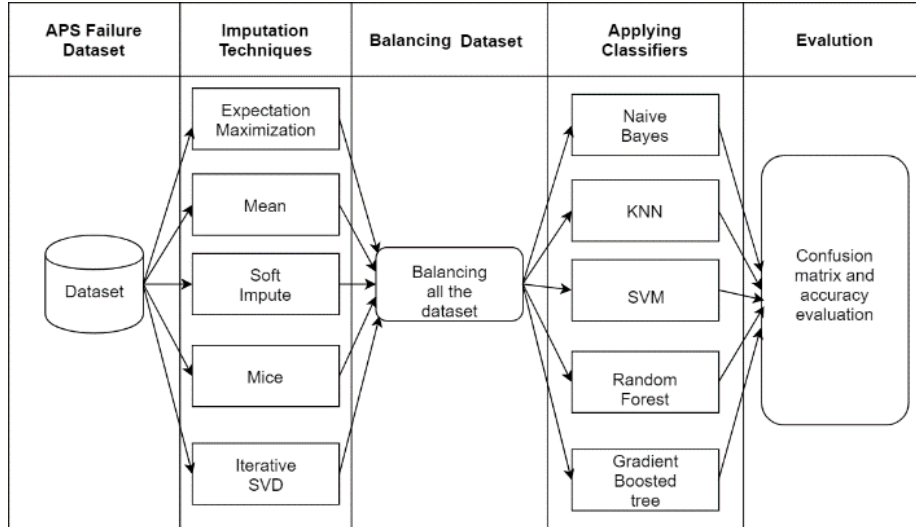 APS Failure
Dataset
Imputation
Techniques
Balancing Dataset
Applying
Classifiers
Evalution
Dataset
Expectation
Maximization
Mean
Soft
Impute
Mice
Iterative
SVD
Balancing
all the
dataset
Naive
Bayes
KNN
SVM
Random
Forest
Gradient
Boosted
tree
Confusion
matrix and
accuracy
evaluation